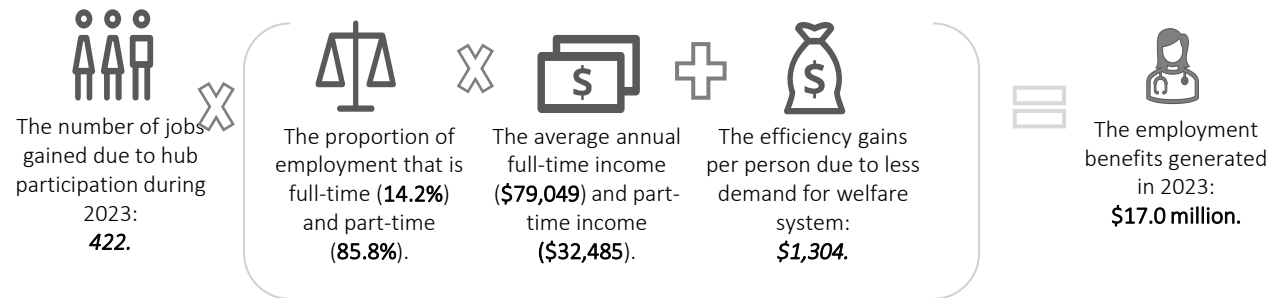 The number of jobs
gained due to hub
participation during
2023:
422.
The proportion of
employment that is
full-time (14.2%)
and part-time
(85.8%).
$
The average annual
full-time income
($79,049) and part-
time income
($32,485).
$
The efficiency gains
per person due to less
demand for welfare
system:
$1,304.
The employment
benefits generated
in 2023:
$17.0 million.